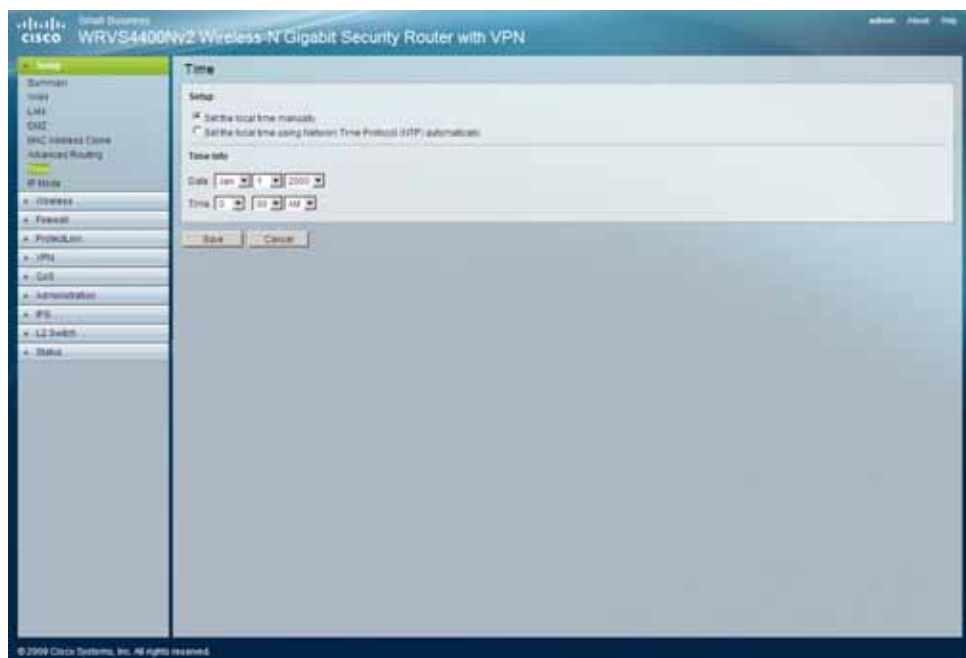 Small Business
cisco WRVS4400Nv2 Wireless-N Gigabit Security Router with VPN
admin About Help
Setup
Summary
WAN
LAN
DMZ
MAC Address Clone
Advanced Routing
Time
IP Mode
Wireless
Firewall
ProtectLink
VPN
QoS
Administration
IPS
L2 Switch
Status
Time
Setup
Set the local time manually
Set the local time using Network Time Protocol (NTP) automatically
Time Info
Date Jan 1 2000
Time 0 AM
Save Cancel
© 2009 Cisco Systems, Inc. All rights reserved.